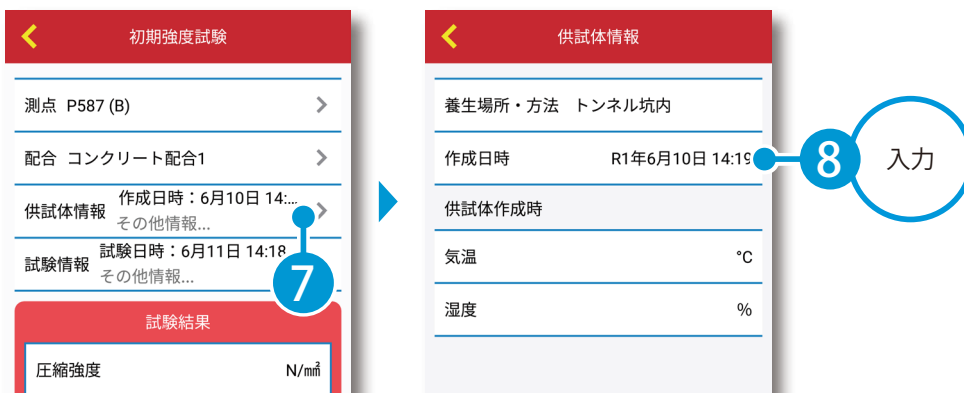 初期強度試験
測点 P587 (B)
配合 コンクリート配合1
供試体情報 作成日時：6月10日 14:...
その他情報...
試験情報 試験日時：6月11日 14:18
その他情報...
7
試験結果
圧縮強度 N/㎟
供試体情報
養生場所・方法 トンネル坑内
作成日時 R1年6月10日 14:19
供試体作成時
気温 °C
湿度 %
8 入力